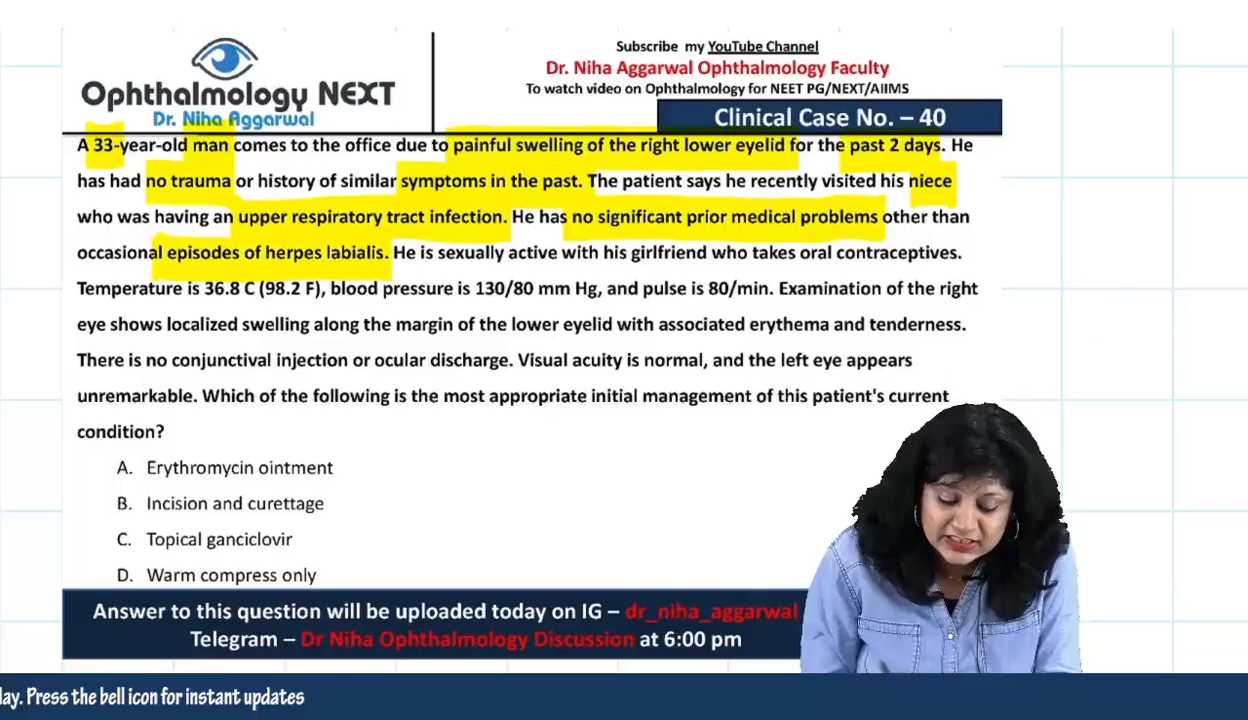 Subscribe my YouTube Channel
Dr. Niha Aggarwal Ophthalmology Faculty
To watch video on Ophthalmology for NEET PG/NEXT/AIIMS
Ophthalmology NEXT
Dr. Niha Aggarwal
Clinical Case No. – 40
A 33-year-old man comes to the office due to painful swelling of the right lower eyelid for the past 2 days. He
has had no trauma or history of similar symptoms in the past. The patient says he recently visited his niece
who was having an upper respiratory tract infection. He has no significant prior medical problems other than
occasional episodes of herpes labialis. He is sexually active with his girlfriend who takes oral contraceptives.
Temperature is 36.8 C (98.2 F), blood pressure is 130/80 mm Hg, and pulse is 80/min. Examination of the right
eye shows localized swelling along the margin of the lower eyelid with associated erythema and tenderness.
There is no conjunctival injection or ocular discharge. Visual acuity is normal, and the left eye appears
unremarkable. Which of the following is the most appropriate initial management of this patient's current
condition?
A. Erythromycin ointment
B. Incision and curettage
C. Topical ganciclovir
D. Warm compress only
Answer to this question will be uploaded today on IG – dr_niha_aggarwal
Telegram – Dr Niha Ophthalmology Discussion at 6:00 pm
day. Press the bell icon for instant updates